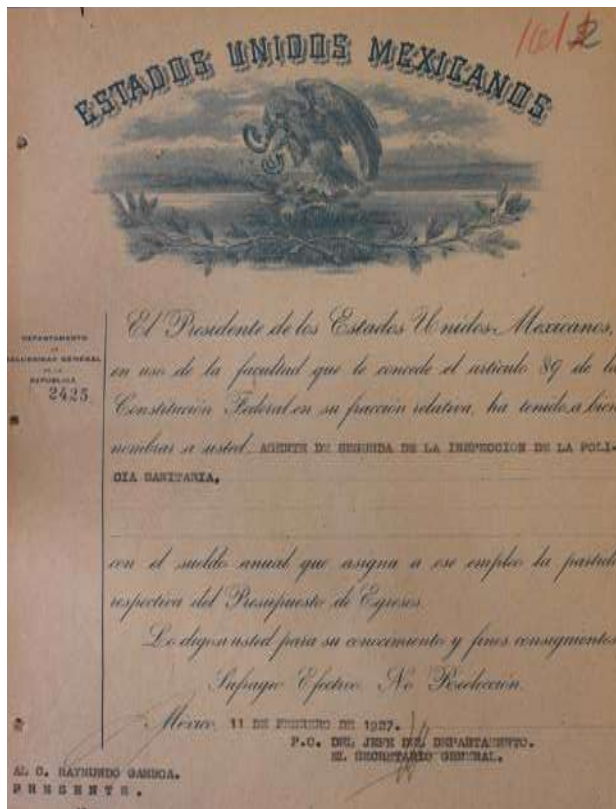 10/2
ESTADOS UNIDOS MEXICANOS
DEPARTAMENTO
DE
SALUBRIDAD GENERAL
DE LA
REPUBLICA
2425
El Presidente de los Estados Unidos Mexicanos,
en uso de la facultad que le concede el artículo 89 de la
Constitución Federal en su fracción relativa, ha tenido a bien
nombrar a usted AGENTE DE SEGUNDA DE LA INSPECCION DE LA POLI-
CIA SANITARIA.
con el sueldo anual que asigna a ese empleo la partida
respectiva del Presupuesto de Egresos.
Lo digo a usted para su conocimiento y fines consiguientes
Sufragio Efectivo. No Reelección.
México, 11 DE FEBRERO DE 1927.
P.O. DEL JEFE DEL DEPARTAMENTO.
EL SECRETARIO GENERAL.
AL C. RAYMUNDO GAMBOA.
PRESENTE.